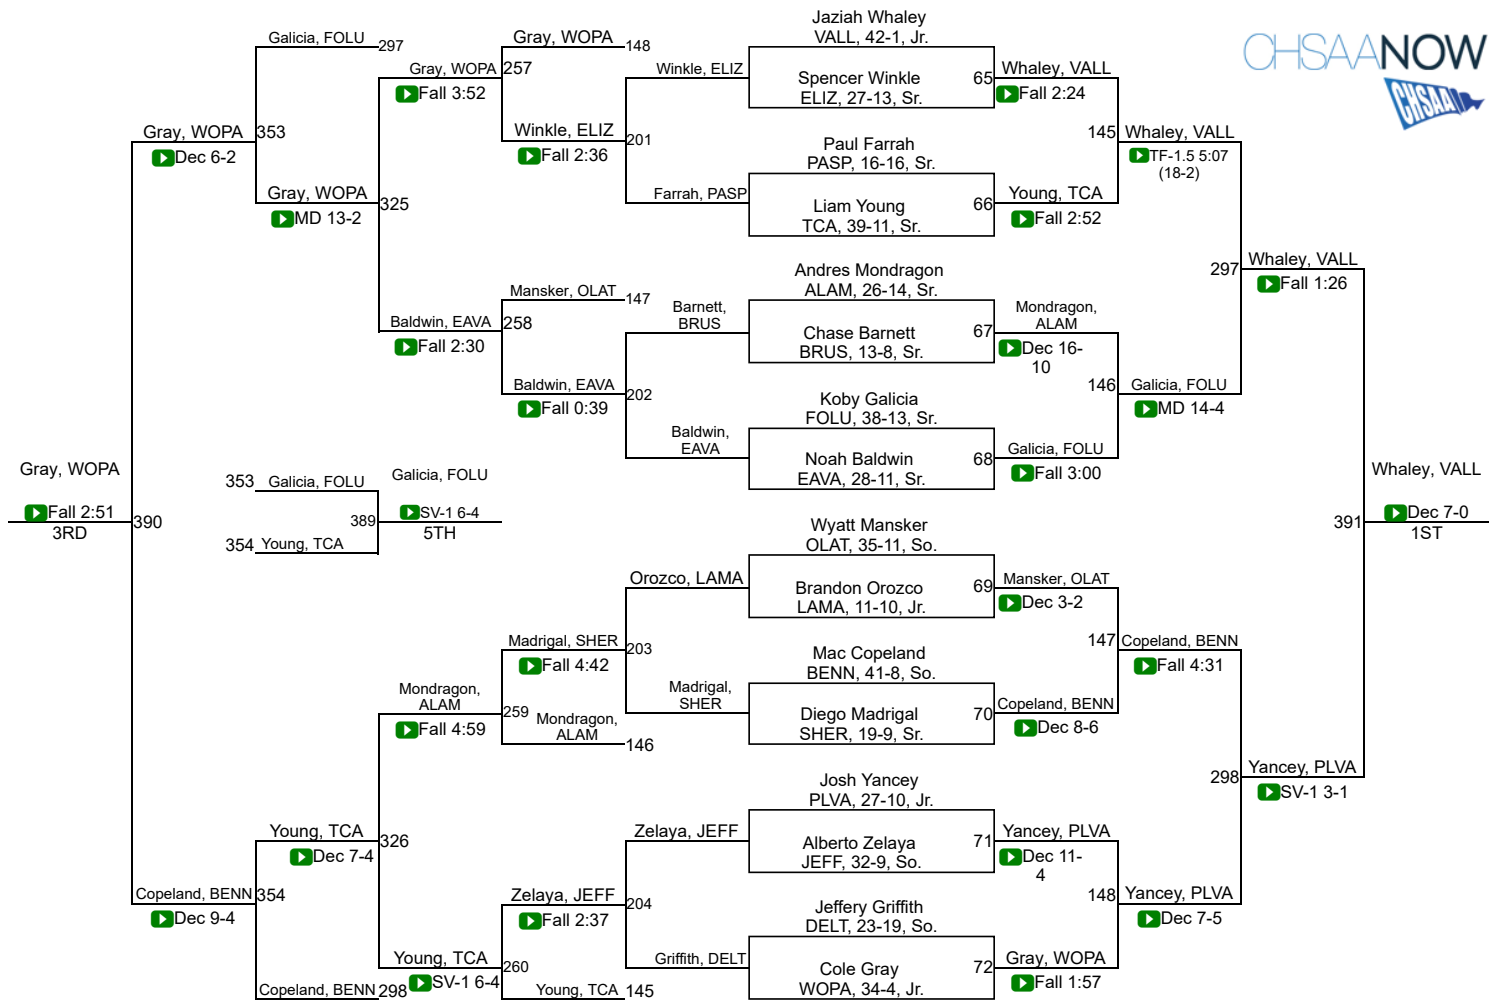 Jaziah Whaley
VALL, 42-1, Jr.
CHSAANOW
CHSAA
Galicia, FOLU
297
Gray, WOPA
148
Gray, WOPA
257
Fall 3:52
Winkle, ELIZ
Spencer Winkle
ELIZ, 27-13, Sr.
65
Whaley, VALL
Fall 2:24
Gray, WOPA
353
Dec 6-2
Winkle, ELIZ
201
Fall 2:36
Paul Farrah
PASP, 16-16, Sr.
145
Whaley, VALL
TF-1.5 5:07
(18-2)
Gray, WOPA
325
MD 13-2
Farrah, PASP
Liam Young
TCA, 39-11, Sr.
66
Young, TCA
Fall 2:52
Andres Mondragon
ALAM, 26-14, Sr.
297
Whaley, VALL
Fall 1:26
Mansker, OLAT
147
Baldwin, EAVA
258
Fall 2:30
Barnett,
BRUS
Chase Barnett
BRUS, 13-8, Sr.
67
Mondragon,
ALAM
Dec 16-
10
Baldwin, EAVA
202
Fall 0:39
Koby Galicia
FOLU, 38-13, Sr.
146
Galicia, FOLU
MD 14-4
Baldwin,
EAVA
Noah Baldwin
EAVA, 28-11, Sr.
68
Galicia, FOLU
Fall 3:00
Gray, WOPA
Fall 2:51
3RD
390
353
Galicia, FOLU
354
Young, TCA
389
Galicia, FOLU
SV-1 6-4
5TH
Whaley, VALL
391
Dec 7-0
1ST
Wyatt Mansker
OLAT, 35-11, So.
Orozco, LAMA
Brandon Orozco
LAMA, 11-10, Jr.
69
Mansker, OLAT
Dec 3-2
Madrigal, SHER
203
Fall 4:42
Mac Copeland
BENN, 41-8, So.
147
Copeland, BENN
Fall 4:31
Mondragon,
ALAM
259
Fall 4:59
Mondragon,
ALAM
146
Madrigal,
SHER
Diego Madrigal
SHER, 19-9, Sr.
70
Copeland, BENN
Dec 8-6
Josh Yancey
PLVA, 27-10, Jr.
298
Yancey, PLVA
SV-1 3-1
Young, TCA
326
Dec 7-4
Zelaya, JEFF
Alberto Zelaya
JEFF, 32-9, So.
71
Yancey, PLVA
Dec 11-
4
Copeland, BENN
354
Dec 9-4
Zelaya, JEFF
204
Fall 2:37
Jeffery Griffith
DELT, 23-19, So.
148
Yancey, PLVA
Dec 7-5
Young, TCA
260
SV-1 6-4
Griffith, DELT
Cole Gray
WOPA, 34-4, Jr.
72
Gray, WOPA
Fall 1:57
Copeland, BENN
298
Young, TCA
145